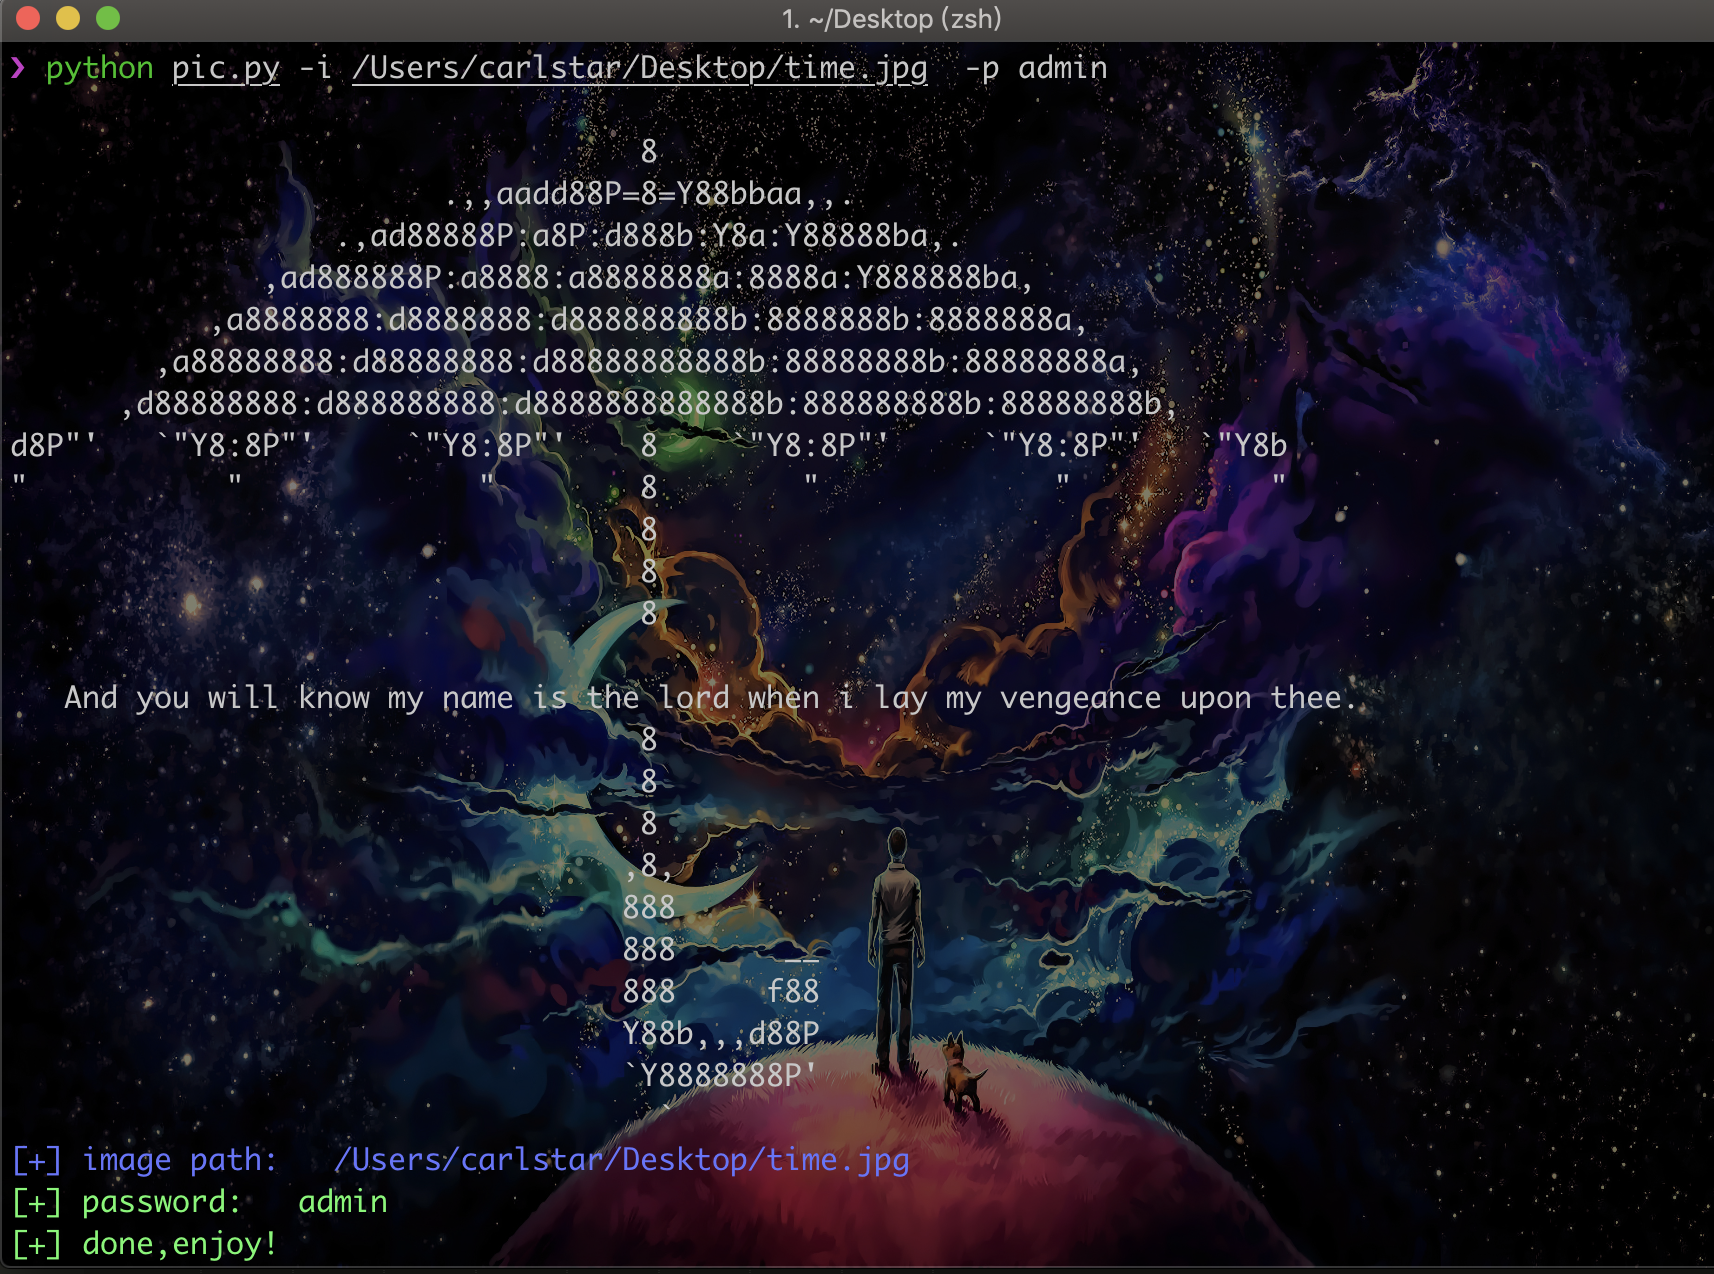 1. ~/Desktop (zsh)
❯ python pic.py -i /Users/carlstar/Desktop/time.jpg  -p admin
                                   8
                        .,,aadd88P=8=Y88bbaa,,.
                  .,ad88888P:a8P:d888b:Y8a:Y88888ba,.
              ,ad888888P:a8888:a8888888a:8888a:Y888888ba,
           ,a8888888:d8888888:d888888888b:8888888b:8888888a,
        ,a88888888:d88888888:d88888888888b:88888888b:88888888a,
      ,d88888888:d888888888:d8888888888888b:888888888b:88888888b,
d8P"'   `"Y8:8P"'     `"Y8:8P"'    8    `"Y8:8P"'     `"Y8:8P"'   `"Y8b
"           "             "        8        "             "           "
                                   8
                                   8
                                   8
   And you will know my name is the lord when i lay my vengeance upon thee.
                                   8
                                   8
                                   8
                                  ,8,
                                  888
                                  888      __
                                  888     f88
                                  Y88b,,,d88P
                                  `Y8888888P'
                                    `
[+] image path:   /Users/carlstar/Desktop/time.jpg
[+] password:   admin
[+] done,enjoy!